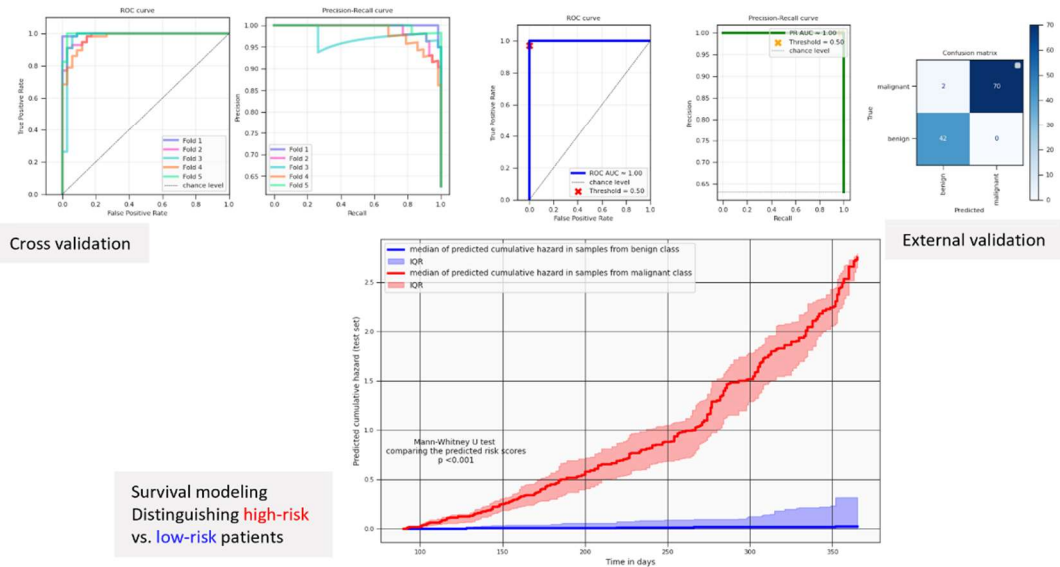 ROC curve
Precision-Recall curve
ROC curve
Precision-Recall curve
1.0
0.8
0.6
0.4
0.2
0.0
True Positive Rate
Fold 1
Fold 2
Fold 3
Fold 4
Fold 5
chance level
0.0 0.2 0.4 0.6 0.8 1.0
False Positive Rate
1.00
0.95
0.90
0.85
0.80
0.75
0.70
0.65
Precision
Fold 1
Fold 2
Fold 3
Fold 4
Fold 5
0.0 0.2 0.4 0.6 0.8 1.0
Recall
1.0
0.8
0.6
0.4
0.2
0.0
True Positive Rate
ROC AUC = 1.00
chance level
Threshold = 0.50
0.0 0.2 0.4 0.6 0.8 1.0
False Positive Rate
1.00
0.95
0.90
0.85
0.80
0.75
0.70
0.65
Precision
PR AUC = 1.00
Threshold = 0.50
chance level
0.0 0.2 0.4 0.6 0.8 1.0
Recall
Confusion matrix
malignant
benign
True
2 70
42 0
benign
malignant
Predicted
70
60
50
40
30
20
10
0
Cross validation
External validation
median of predicted cumulative hazard in samples from benign class
IQR
median of predicted cumulative hazard in samples from malignant class
IQR
2.5
2.0
1.5
1.0
0.5
0.0
Predicted cumulative hazard (test set)
Mann-Whitney U test
comparing the predicted risk scores
p <0.001
100 150 200 250 300 350
Time in days
Survival modeling
Distinguishing high-risk
vs. low-risk patients